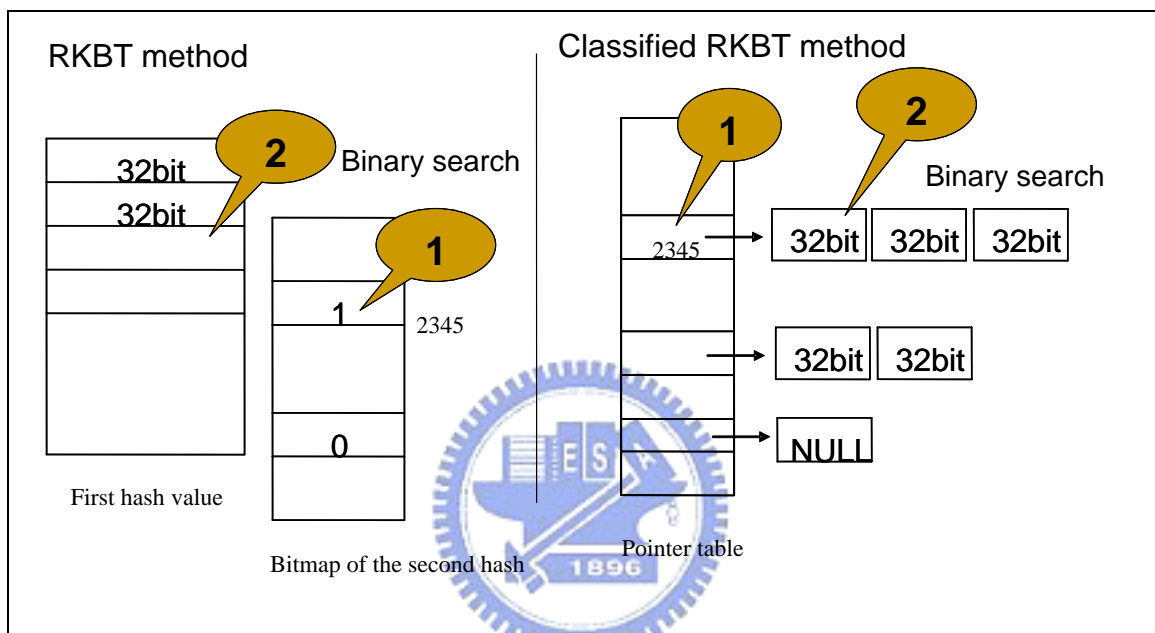 RKBT method
2
Binary search
32bit
32bit
1
1
2345
0
First hash value
Bitmap of the second hash
Classified RKBT method
1
2
Binary search
2345
32bit 32bit 32bit
32bit 32bit
NULL
Pointer table
E S A
1896